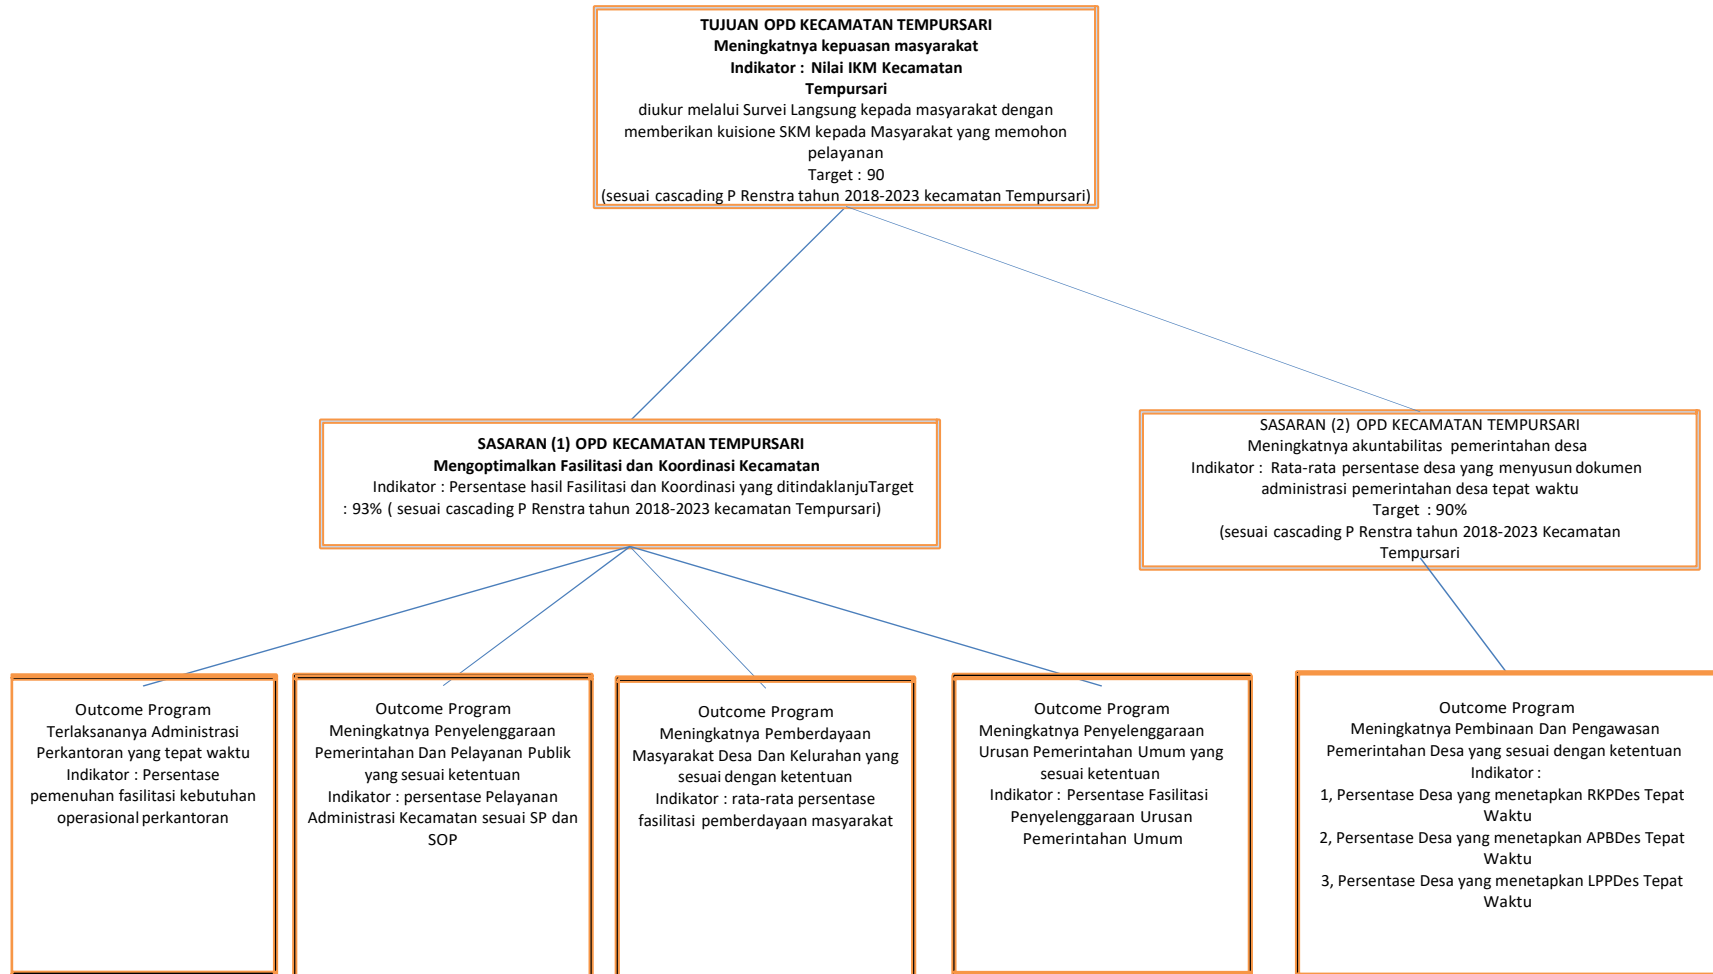 TUJUAN OPD KECAMATAN TEMPURSARI
Meningkatnya kepuasan masyarakat
Indikator : Nilai IKM Kecamatan
Tempursari
diukur melalui Survei Langsung kepada masyarakat dengan
memberikan kuisione SKM kepada Masyarakat yang memohon
pelayanan
Target : 90
(sesuai cascading P Renstra tahun 2018-2023 kecamatan Tempursari)
SASARAN (1) OPD KECAMATAN TEMPURSARI
Mengoptimalkan Fasilitasi dan Koordinasi Kecamatan
Indikator : Persentase hasil Fasilitasi dan Koordinasi yang ditindaklanjuTarget
: 93% ( sesuai cascading P Renstra tahun 2018-2023 kecamatan Tempursari)
SASARAN (2) OPD KECAMATAN TEMPURSARI
Meningkatnya akuntabilitas pemerintahan desa
Indikator : Rata-rata persentase desa yang menyusun dokumen
administrasi pemerintahan desa tepat waktu
Target : 90%
(sesuai cascading P Renstra tahun 2018-2023 Kecamatan
Tempursari
Outcome Program
Terlaksananya Administrasi
Perkantoran yang tepat waktu
Indikator : Persentase
pemenuhan fasilitasi kebutuhan
operasional perkantoran
Outcome Program
Meningkatnya Penyelenggaraan
Pemerintahan Dan Pelayanan Publik
yang sesuai ketentuan
Indikator : persentase Pelayanan
Administrasi Kecamatan sesuai SP dan
SOP
Outcome Program
Meningkatnya Pemberdayaan
Masyarakat Desa Dan Kelurahan yang
sesuai dengan ketentuan
Indikator : rata-rata persentase
fasilitasi pemberdayaan masyarakat
Outcome Program
Meningkatnya Penyelenggaraan
Urusan Pemerintahan Umum yang
sesuai ketentuan
Indikator : Persentase Fasilitasi
Penyelenggaraan Urusan
Pemerintahan Umum
Outcome Program
Meningkatnya Pembinaan Dan Pengawasan
Pemerintahan Desa yang sesuai dengan ketentuan
Indikator :
1, Persentase Desa yang menetapkan RKPDes Tepat
Waktu
2, Persentase Desa yang menetapkan APBDes Tepat
Waktu
3, Persentase Desa yang menetapkan LPPDes Tepat
Waktu